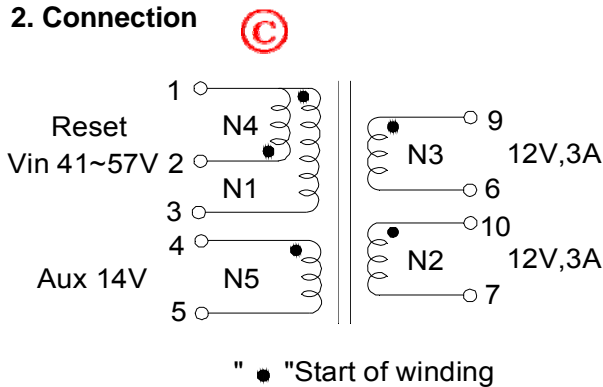 2. Connection
©
1
Reset
N4
9
N3
12V,3A
Vin 41~57V
2
N1
6
3
10
4
N2
12V,3A
Aux 14V
N5
7
5
" ● "Start of winding